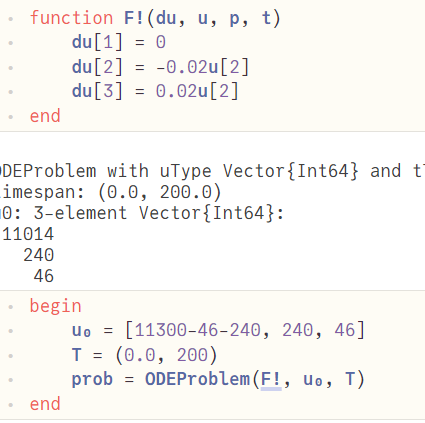 function F!(du, u, p, t)
du[1] = 0
du[2] = -0.02u[2]
du[3] = 0.02u[2]
end
ODEProblem with uType Vector{Int64} and t
imespan: (0.0, 200.0)
0: 3-element Vector{Int64}:
11014
240
46
begin
u₀ = [11300-46-240, 240, 46]
T = (0.0, 200)
prob = ODEProblem(F!, u₀, T)
end